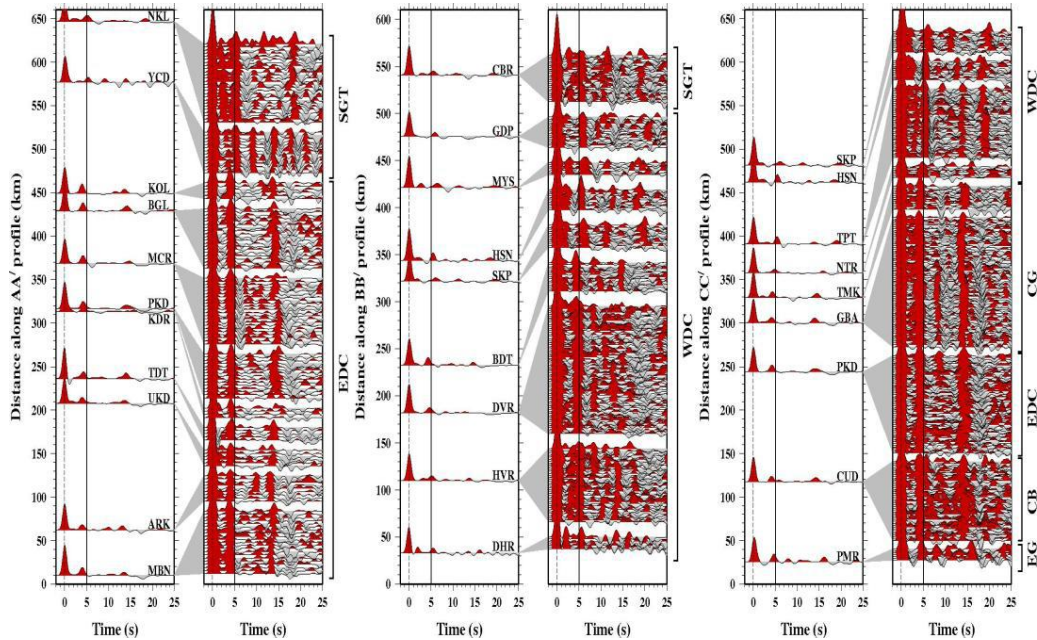 Distance along AA′ profile (km)
650
600
550
500
450
400
350
300
250
200
150
100
50
0
NKL
YCD
KOL
BGL
MCR
PKD
KDR
TDT
UKD
ARK
MBN
0 5 10 15 20 25
Time (s)
0 5 10 15 20 25
Time (s)
SGT
EDC
Distance along BB′ profile (km)
600
550
500
450
400
350
300
250
200
150
100
50
0
CBR
GDP
MYS
HSN
SKP
BDT
DVR
HVR
DHR
0 5 10 15 20 25
Time (s)
0 5 10 15 20 25
Time (s)
SGT
WDC
Distance along CC′ profile (km)
650
600
550
500
450
400
350
300
250
200
150
100
50
0
SKP
HSN
TPT
NTR
TMK
GBA
PKD
CUD
PMR
0 5 10 15 20 25
Time (s)
0 5 10 15 20 25
Time (s)
WDC
CG
EDC
CB
EG